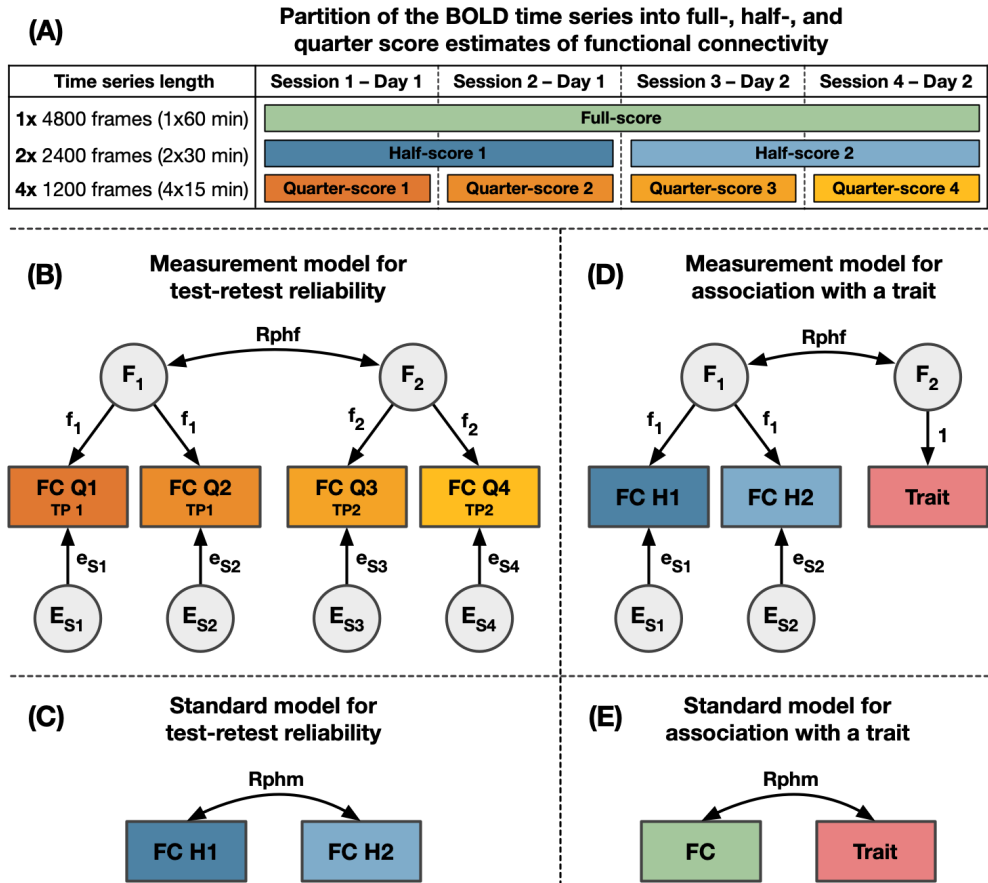 (A)
Partition of the BOLD time series into full-, half-, and
quarter score estimates of functional connectivity
Time series length
Session 1 – Day 1
Session 2 – Day 1
Session 3 – Day 2
Session 4 – Day 2
1x 4800 frames (1x60 min)
Full-score
2x 2400 frames (2x30 min)
Half-score 1
Half-score 2
4x 1200 frames (4x15 min)
Quarter-score 1
Quarter-score 2
Quarter-score 3
Quarter-score 4
(B)
Measurement model for
test-retest reliability
Rphf
F1
F2
f1
f1
f2
f2
FC Q1
TP 1
FC Q2
TP1
FC Q3
TP2
FC Q4
TP2
eS1
eS2
eS3
eS4
ES1
ES2
ES3
ES4
(D)
Measurement model for
association with a trait
Rphf
F1
F2
f1
f1
1
FC H1
FC H2
Trait
eS1
eS2
ES1
ES2
(C)
Standard model for
test-retest reliability
Rphm
FC H1
FC H2
(E)
Standard model for
association with a trait
Rphm
FC
Trait